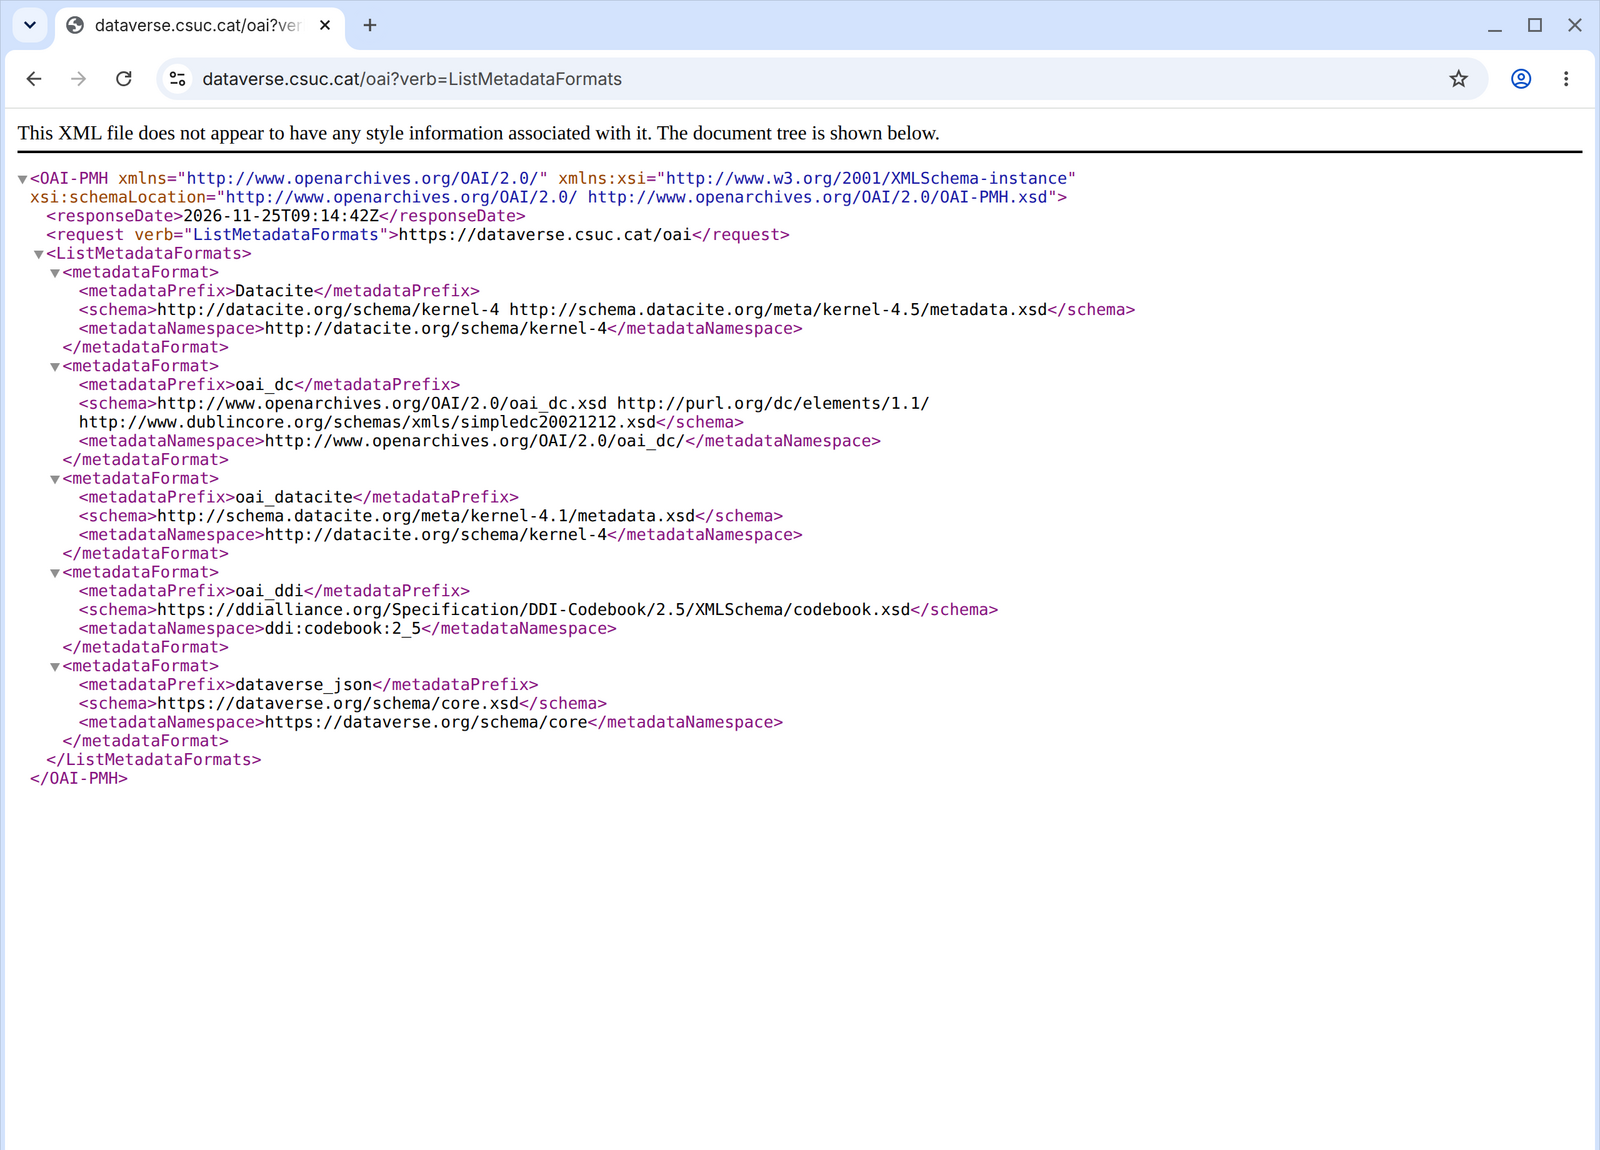 dataverse.csuc.cat/oai?ver
dataverse.csuc.cat/oai?verb=ListMetadataFormats
This XML file does not appear to have any style information associated with it. The document tree is shown below.
<OAI-PMH xmlns="http://www.openarchives.org/OAI/2.0/" xmlns:xsi="http://www.w3.org/2001/XMLSchema-instance"
xsi:schemaLocation="http://www.openarchives.org/OAI/2.0/ http://www.openarchives.org/OAI/2.0/OAI-PMH.xsd">
<responseDate>2026-11-25T09:14:42Z</responseDate>
<request verb="ListMetadataFormats">https://dataverse.csuc.cat/oai</request>
<ListMetadataFormats>
<metadataFormat>
<metadataPrefix>Datacite</metadataPrefix>
<schema>http://datacite.org/schema/kernel-4 http://schema.datacite.org/meta/kernel-4.5/metadata.xsd</schema>
<metadataNamespace>http://datacite.org/schema/kernel-4</metadataNamespace>
</metadataFormat>
<metadataFormat>
<metadataPrefix>oai_dc</metadataPrefix>
<schema>http://www.openarchives.org/OAI/2.0/oai_dc.xsd http://purl.org/dc/elements/1.1/
http://www.dublincore.org/schemas/xmls/simpledc20021212.xsd</schema>
<metadataNamespace>http://www.openarchives.org/OAI/2.0/oai_dc/</metadataNamespace>
</metadataFormat>
<metadataFormat>
<metadataPrefix>oai_datacite</metadataPrefix>
<schema>http://schema.datacite.org/meta/kernel-4.1/metadata.xsd</schema>
<metadataNamespace>http://datacite.org/schema/kernel-4</metadataNamespace>
</metadataFormat>
<metadataFormat>
<metadataPrefix>oai_ddi</metadataPrefix>
<schema>https://ddialliance.org/Specification/DDI-Codebook/2.5/XMLSchema/codebook.xsd</schema>
<metadataNamespace>ddi:codebook:2_5</metadataNamespace>
</metadataFormat>
<metadataFormat>
<metadataPrefix>dataverse_json</metadataPrefix>
<schema>https://dataverse.org/schema/core.xsd</schema>
<metadataNamespace>https://dataverse.org/schema/core</metadataNamespace>
</metadataFormat>
</ListMetadataFormats>
</OAI-PMH>